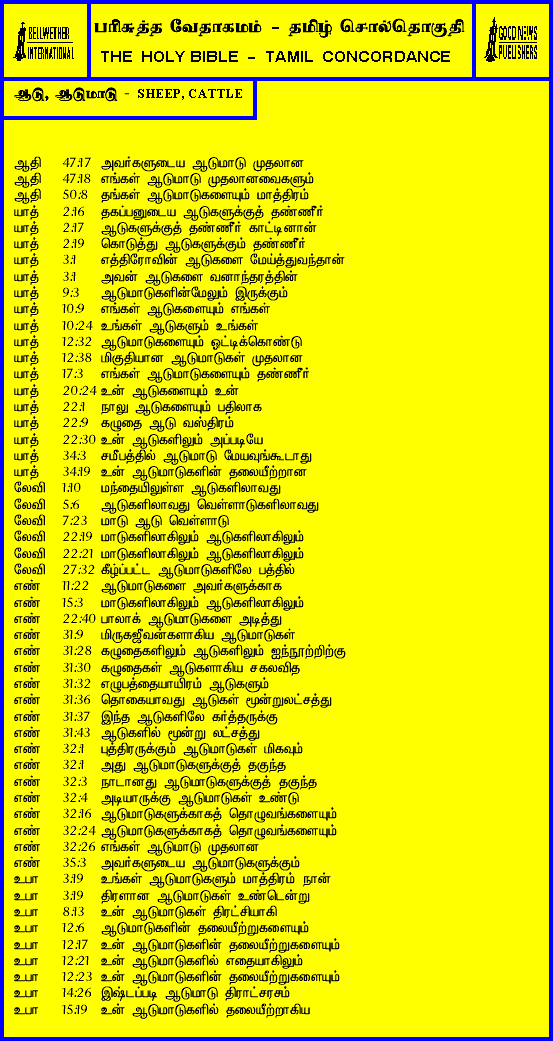 BELLWETHER
INTERNATIONAL
பரிசுத்த வேதாகமம் - தமிழ் சொல்தொகுதி
THE HOLY BIBLE - TAMIL CONCORDANCE
GOOD NEWS
PUBLISHERS
ஆடு, ஆடுமாடு - SHEEP, CATTLE
ஆதி 47:17 அவர்களுடைய ஆடுமாடு முதலான
ஆதி 47:18 எங்கள் ஆடுமாடு முதலானவைகளும்
ஆதி 50:8 தங்கள் ஆடுமாடுகளையும் மாத்திரம்
யாத் 2:16 தகப்பனுடைய ஆடுகளுக்குத் தண்ணீர்
யாத் 2:17 ஆடுகளுக்குத் தண்ணீர் காட்டினான்
யாத் 2:19 கொடுத்து ஆடுகளுக்கும் தண்ணீர்
யாத் 3:1 எத்திரோவின் ஆடுகளை மேய்த்துவந்தான்
யாத் 3:1 அவன் ஆடுகளை வனாந்தரத்தின்
யாத் 9:3 ஆடுமாடுகளின்மேலும் இருக்கும்
யாத் 10:9 எங்கள் ஆடுகளையும் எங்கள்
யாத் 10:24 உங்கள் ஆடுகளும் உங்கள்
யாத் 12:32 ஆடுமாடுகளையும் ஓட்டிக்கொண்டு
யாத் 12:38 மிகுதியான ஆடுமாடுகள் முதலான
யாத் 17:3 எங்கள் ஆடுமாடுகளையும் தண்ணீர்
யாத் 20:24 உன் ஆடுகளையும் உன்
யாத் 22:1 நாலு ஆடுகளையும் பதிலாக
யாத் 22:9 கழுதை ஆடு வஸ்திரம்
யாத் 22:30 உன் ஆடுகளிலும் அப்படியே
யாத் 34:3 சமீபத்தில் ஆடுமாடு மேயவுங்கூடாது
யாத் 34:19 உன் ஆடுமாடுகளின் தலையீற்றான
லேவி 1:10 மந்தையிலுள்ள ஆடுகளிலாவது
லேவி 5:6 ஆடுகளிலாவது வெள்ளாடுகளிலாவது
லேவி 7:23 மாடு ஆடு வெள்ளாடு
லேவி 22:19 மாடுகளிலாகிலும் ஆடுகளிலாகிலும்
லேவி 22:21 மாடுகளிலாகிலும் ஆடுகளிலாகிலும்
லேவி 27:32 கீழ்ப்பட்ட ஆடுமாடுகளிலே பத்தில்
எண் 11:22 ஆடுமாடுகளை அவர்களுக்காக
எண் 15:3 மாடுகளிலாகிலும் ஆடுகளிலாகிலும்
எண் 22:40 பாலாக் ஆடுமாடுகளை அடித்து
எண் 31:9 மிருகஜீவன்களாகிய ஆடுமாடுகள்
எண் 31:28 கழுதைகளிலும் ஆடுகளிலும் ஐந்நூற்றிற்கு
எண் 31:30 கழுதைகள் ஆடுகளாகிய சகலவித
எண் 31:32 எழுபத்தையாயிரம் ஆடுகளும்
எண் 31:36 தொகையாவது ஆடுகள் மூன்றுலட்சத்து
எண் 31:37 இந்த ஆடுகளிலே கர்த்தருக்கு
எண் 31:43 ஆடுகளில் மூன்று லட்சத்து
எண் 32:1 புத்திரருக்கும் ஆடுமாடுகள் மிகவும்
எண் 32:1 அது ஆடுமாடுகளுக்குத் தகுந்த
எண் 32:3 நாடானது ஆடுமாடுகளுக்குத் தகுந்த
எண் 32:4 அடியாருக்கு ஆடுமாடுகள் உண்டு
எண் 32:16 ஆடுமாடுகளுக்காகத் தொழுவங்களையும்
எண் 32:24 ஆடுமாடுகளுக்காகத் தொழுவங்களையும்
எண் 32:26 எங்கள் ஆடுமாடு முதலான
எண் 35:3 அவர்களுடைய ஆடுமாடுகளுக்கும்
உபா 3:19 உங்கள் ஆடுமாடுகளும் மாத்திரம் நான்
உபா 3:19 திரளான ஆடுமாடுகள் உண்டென்று
உபா 8:13 உன் ஆடுமாடுகள் திரட்சியாகி
உபா 12:6 ஆடுமாடுகளின் தலையீற்றுகளையும்
உபா 12:17 உன் ஆடுமாடுகளின் தலையீற்றுகளையும்
உபா 12:21 உன் ஆடுமாடுகளில் எதையாகிலும்
உபா 12:23 உன் ஆடுமாடுகளின் தலையீற்றுகளையும்
உபா 14:26 இஷ்டப்படி ஆடுமாடு திராட்சரசம்
உபா 15:19 உன் ஆடுமாடுகளில் தலையீற்றாகிய